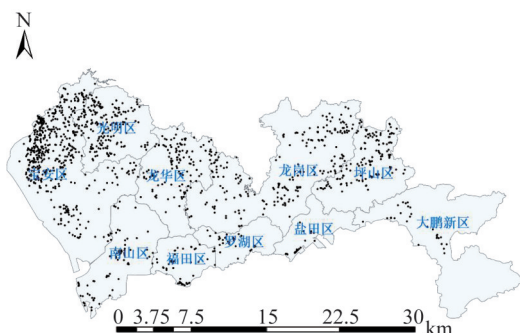 N
光明区
宝安区
龙华区
龙岗区
坪山区
大鹏新区
南山区
福田区
罗湖区
盐田区
0 3.75 7.5 15 22.5 30
km